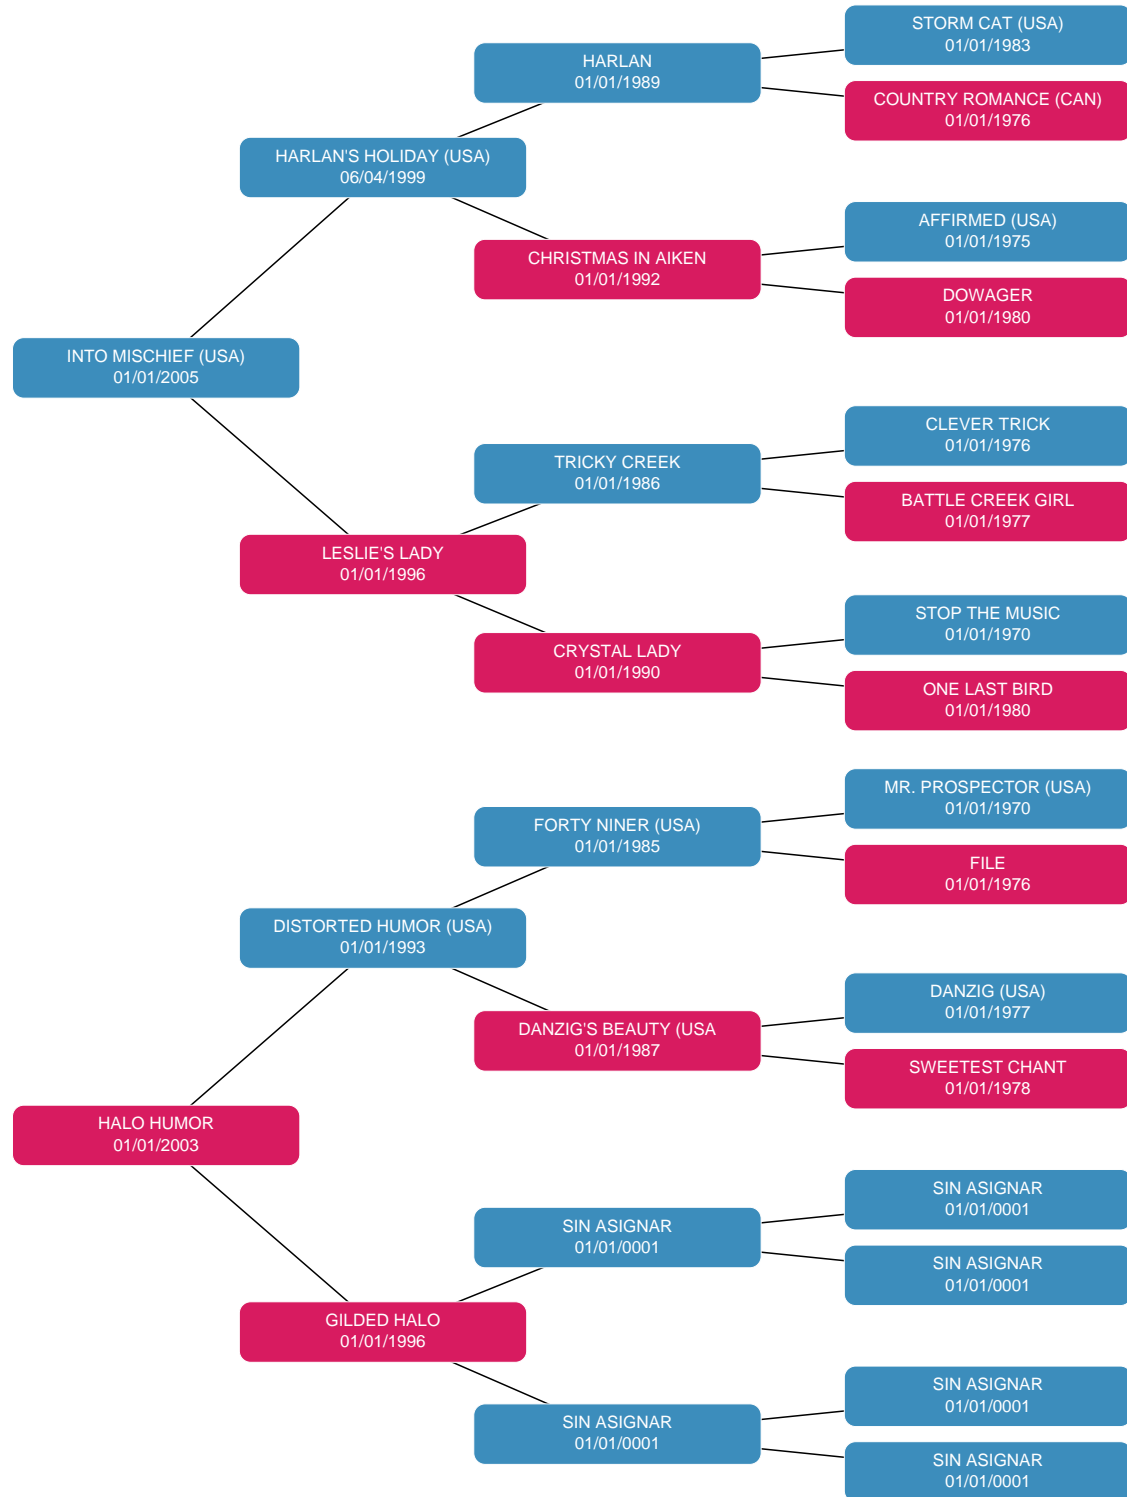 STORM CAT (USA)
01/01/1983
HARLAN
01/01/1989
COUNTRY ROMANCE (CAN)
01/01/1976
HARLAN'S HOLIDAY (USA)
06/04/1999
AFFIRMED (USA)
01/01/1975
CHRISTMAS IN AIKEN
01/01/1992
DOWAGER
01/01/1980
INTO MISCHIEF (USA)
01/01/2005
CLEVER TRICK
01/01/1976
TRICKY CREEK
01/01/1986
BATTLE CREEK GIRL
01/01/1977
LESLIE'S LADY
01/01/1996
STOP THE MUSIC
01/01/1970
CRYSTAL LADY
01/01/1990
ONE LAST BIRD
01/01/1980
MR. PROSPECTOR (USA)
01/01/1970
FORTY NINER (USA)
01/01/1985
FILE
01/01/1976
DISTORTED HUMOR (USA)
01/01/1993
DANZIG (USA)
01/01/1977
DANZIG'S BEAUTY (USA
01/01/1987
SWEETEST CHANT
01/01/1978
HALO HUMOR
01/01/2003
SIN ASIGNAR
01/01/0001
SIN ASIGNAR
01/01/0001
SIN ASIGNAR
01/01/0001
GILDED HALO
01/01/1996
SIN ASIGNAR
01/01/0001
SIN ASIGNAR
01/01/0001
SIN ASIGNAR
01/01/0001